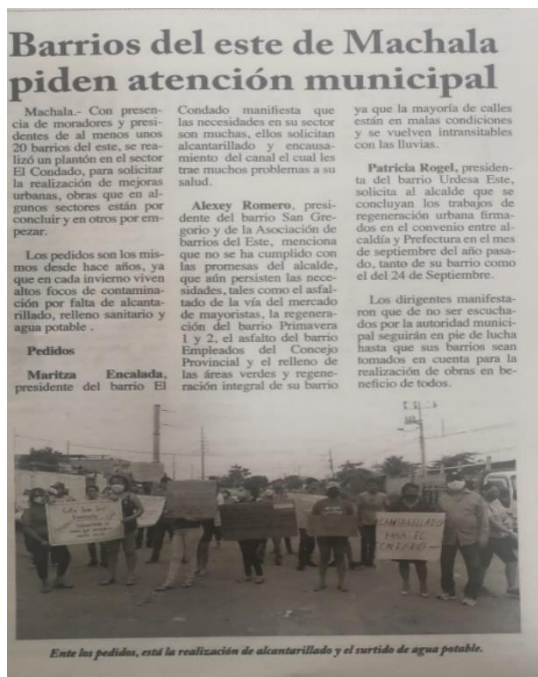 Barrios del este de Machala
piden atención municipal
Machala.- Con presen-
cia de moradores y presi-
dentes de al menos unos
20 barrios del este, se rea-
lizó un plantón en el sector
El Condado, para solicitar
la realización de mejoras
urbanas, obras que en al-
gunos sectores están por
concluir y en otros por em-
pezar.
Los pedidos son los mis-
mos desde hace años, ya
que en cada invierno viven
altos focos de contamina-
ción por falta de alcanta-
rillado, relleno sanitario y
agua potable .
Pedidos
Maritza Encalada,
presidente del barrio El
Condado manifiesta que
las necesidades en su sector
son muchas, ellos solicitan
alcantarillado y encausa-
miento del canal el cual les
trae muchos problemas a su
salud.
Alexey Romero, presi-
dente del barrio San Gre-
gorio y de la Asociación de
barrios del Este, menciona
que no se ha cumplido con
las promesas del alcalde,
que aún persisten las nece-
sidades, tales como el asfal-
tado de la vía del mercado
de mayoristas, la regenera-
ción del barrio Primavera
1 y 2, el asfalto del barrio
Empleados del Concejo
Provincial y el relleno de
las áreas verdes y regene-
ración integral de su barrio
ya que la mayoría de calles
están en malas condiciones
y se vuelven intransitables
con las lluvias.
Patricia Rogel, presiden-
ta del barrio Urdesa Este,
solicita al alcalde que se
concluyan los trabajos de
regeneración urbana firma-
dos en el convenio entre al-
caldía y Prefectura en el mes
de septiembre del año pasa-
do, tanto de su barrio como
el del 24 de Septiembre.
Los dirigentes manifesta-
ron que de no ser escucha-
dos por la autoridad munici-
pal seguirán en pie de lucha
hasta que sus barrios sean
tomados en cuenta para la
realización de obras en be-
neficio de todos.
ALCANTARILLADO
PARA EL
CONDADO
Ente los pedidos, está la realización de alcantarillado y el surtido de agua potable.